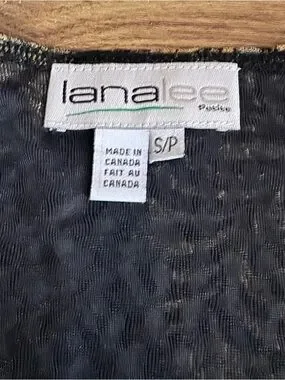 lanalee
Petite
S/P
MADE IN
CANADA
FAIT AU
CANADA